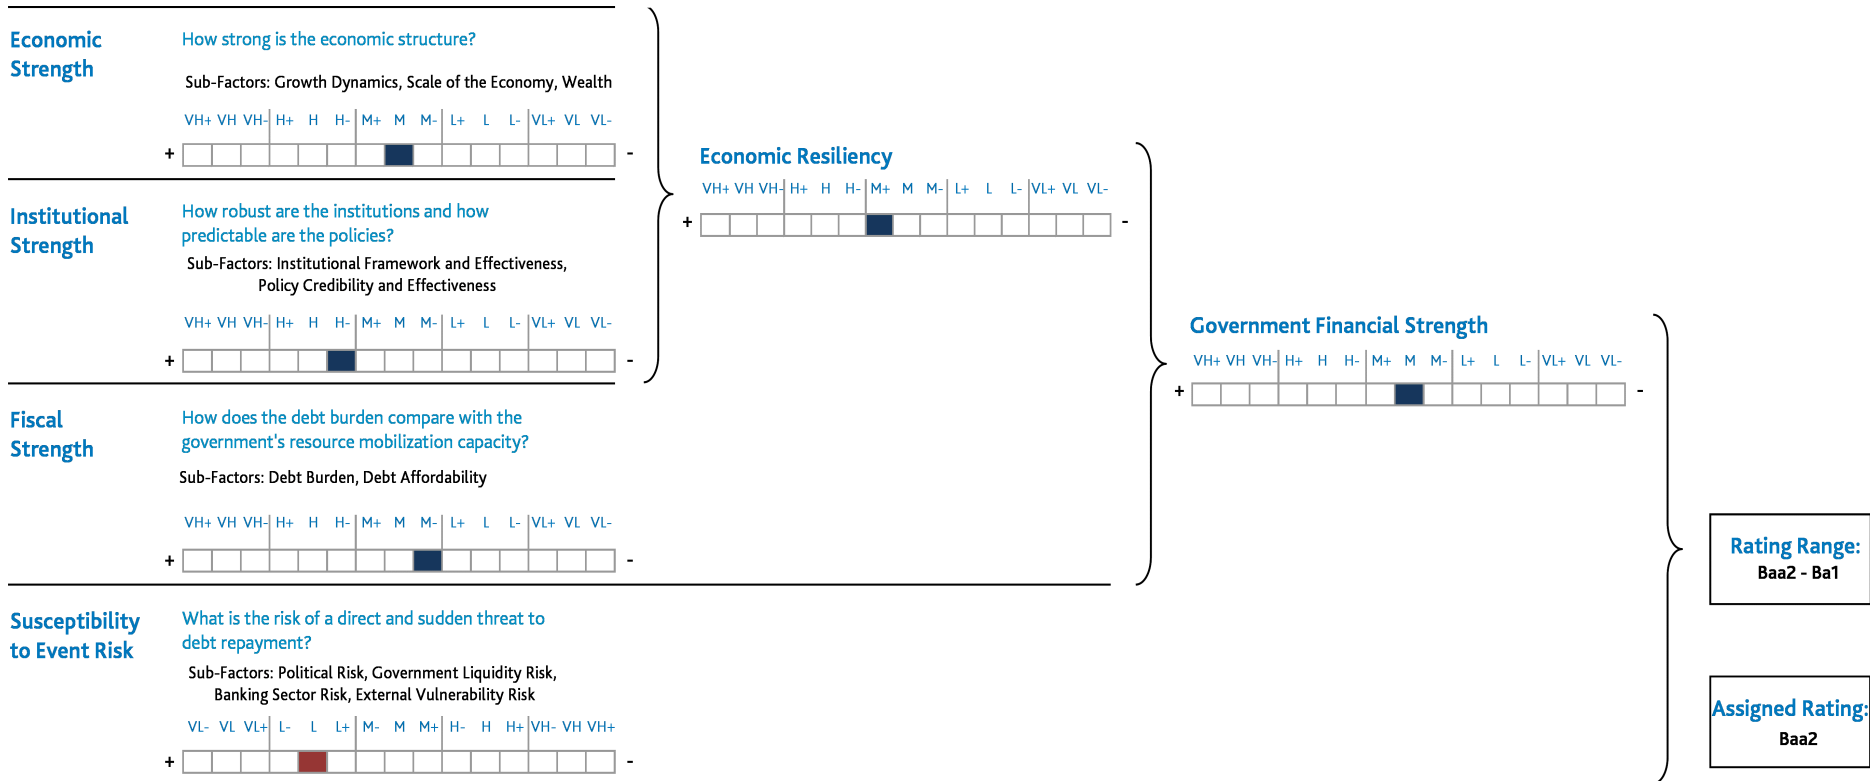 Economic
Strength
How strong is the economic structure?
Sub-Factors: Growth Dynamics, Scale of the Economy, Wealth
VH+ VH VH- H+ H H- M+ M M- L+ L L- VL+ VL VL-
+ -
Institutional
Strength
How robust are the institutions and how
predictable are the policies?
Sub-Factors: Institutional Framework and Effectiveness,
Policy Credibility and Effectiveness
VH+ VH VH- H+ H H- M+ M M- L+ L L- VL+ VL VL-
+ -
Economic Resiliency
VH+ VH VH- H+ H H- M+ M M- L+ L L- VL+ VL VL-
+ -
Fiscal
Strength
How does the debt burden compare with the
government's resource mobilization capacity?
Sub-Factors: Debt Burden, Debt Affordability
VH+ VH VH- H+ H H- M+ M M- L+ L L- VL+ VL VL-
+ -
Government Financial Strength
VH+ VH VH- H+ H H- M+ M M- L+ L L- VL+ VL VL-
+ -
Susceptibility
to Event Risk
What is the risk of a direct and sudden threat to
debt repayment?
Sub-Factors: Political Risk, Government Liquidity Risk,
Banking Sector Risk, External Vulnerability Risk
VL- VL VL+ L- L L+ M- M M+ H- H H+ VH- VH VH+
+ -
Rating Range:
Baa2 - Ba1
Assigned Rating:
Baa2